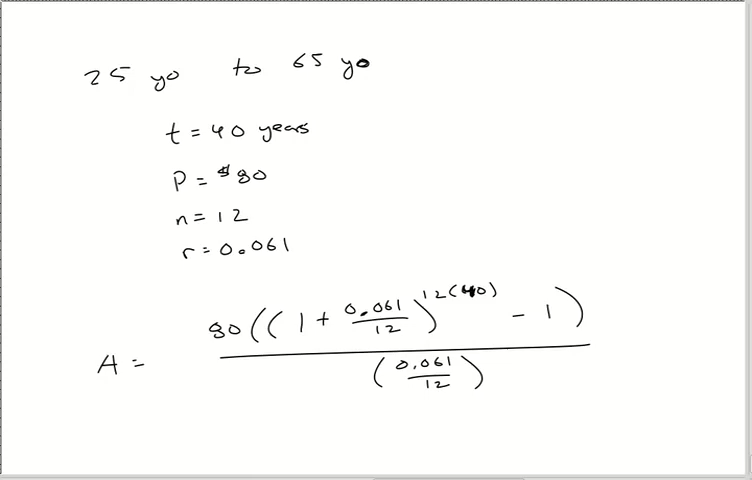 25 yo to 65 yo
t = 40 years
P = $80
n = 12
r = 0.061
A = 80((1 + 0.061/12)^12(40) - 1) / (0.061/12)